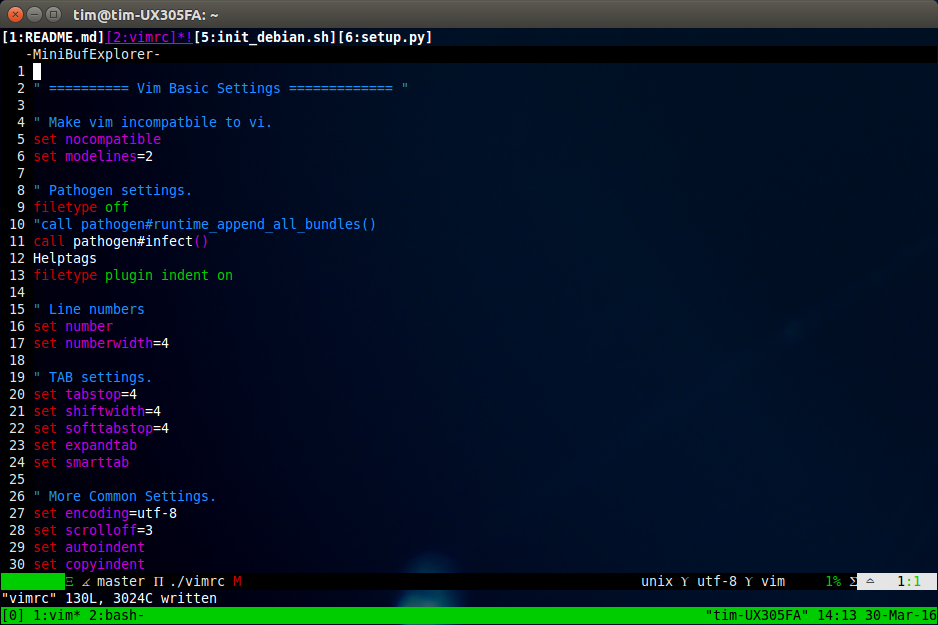 tim@tim-UX305FA: ~
[1:README.md][2:vimrc]*![5:init_debian.sh][6:setup.py]
-MiniBufExplorer-
1
2 " ========== Vim Basic Settings ============= "
3
4 " Make vim incompatbile to vi.
5 set nocompatible
6 set modelines=2
7
8 " Pathogen settings.
9 filetype off
10 "call pathogen#runtime_append_all_bundles()
11 call pathogen#infect()
12 Helptags
13 filetype plugin indent on
14
15 " Line numbers
16 set number
17 set numberwidth=4
18
19 " TAB settings.
20 set tabstop=4
21 set shiftwidth=4
22 set softtabstop=4
23 set expandtab
24 set smarttab
25
26 " More Common Settings.
27 set encoding=utf-8
28 set scrolloff=3
29 set autoindent
30 set copyindent
master Π ./vimrc M unix ϒ utf-8 ϒ vim 1% Σ 1:1
"vimrc" 130L, 3024C written
[0] 1:vim* 2:bash- "tim-UX305FA" 14:13 30-Mar-16